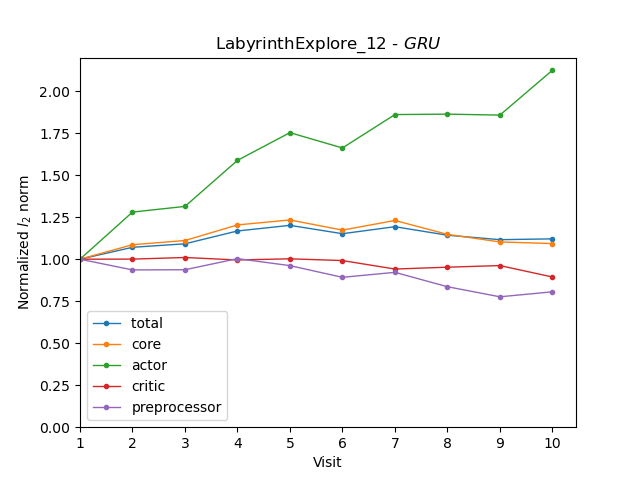 LabyrinthExplore_12 - GRU
Normalized l₂ norm
2.00
1.75
1.50
1.25
1.00
0.75
0.50
0.25
0.00
total
core
actor
critic
preprocessor
1 2 3 4 5 6 7 8 9 10
Visit